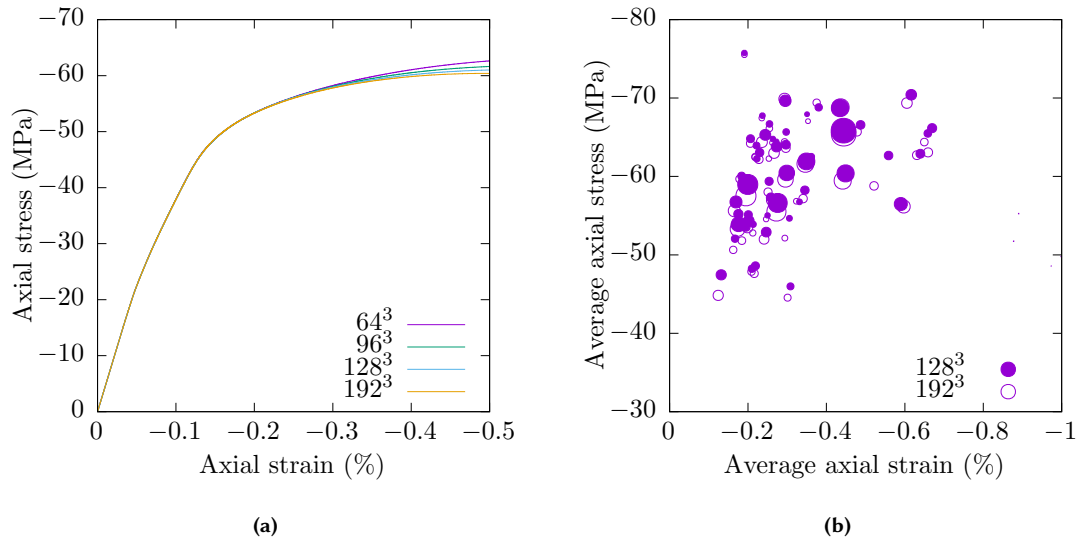 −70
−60
−50
−40
−30
−20
−10
0
Axial stress (MPa)
64³
96³
128³
192³
0 −0.1 −0.2 −0.3 −0.4 −0.5
Axial strain (%)
(a)
−80
−70
−60
−50
−40
−30
Average axial stress (MPa)
128³
192³
0 −0.2 −0.4 −0.6 −0.8 −1
Average axial strain (%)
(b)